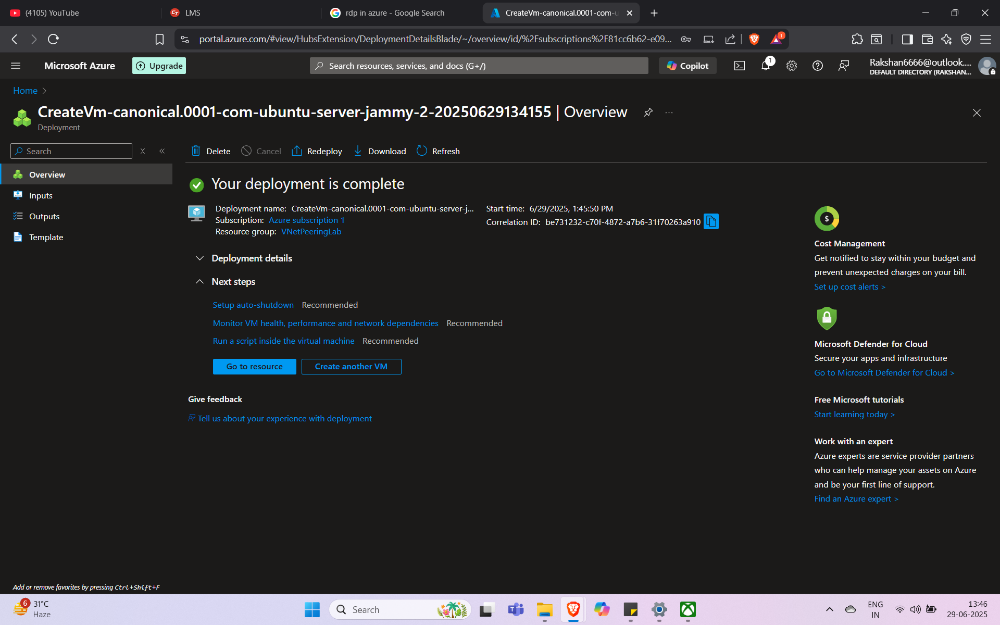 (4105) YouTube
LMS
rdp in azure - Google Search
CreateVm-canonical.0001-com-u
portal.azure.com/#view/HubsExtension/DeploymentDetailsBlade/~/overview/id/%2Fsubscriptions%2F81cc6b62-e09...
1
Microsoft Azure
Upgrade
Search resources, services, and docs (G+/)
Copilot
1
Rakshan6666@outlook....
DEFAULT DIRECTORY (RAKSHAN...
Home
CreateVm-canonical.0001-com-ubuntu-server-jammy-2-20250629134155 | Overview
Deployment
Search
Delete
Cancel
Redeploy
Download
Refresh
Overview
Inputs
Outputs
Template
Your deployment is complete
Deployment name: CreateVm-canonical.0001-com-ubuntu-server-j...
Subscription: Azure subscription 1
Resource group: VNetPeeringLab
Start time: 6/29/2025, 1:45:50 PM
Correlation ID: be731232-c70f-4872-a7b6-31f70263a910
Deployment details
Next steps
Setup auto-shutdown Recommended
Monitor VM health, performance and network dependencies Recommended
Run a script inside the virtual machine Recommended
Go to resource
Create another VM
Give feedback
Tell us about your experience with deployment
$
Cost Management
Get notified to stay within your budget and
prevent unexpected charges on your bill.
Set up cost alerts >
Microsoft Defender for Cloud
Secure your apps and infrastructure
Go to Microsoft Defender for Cloud >
Free Microsoft tutorials
Start learning today >
Work with an expert
Azure experts are service provider partners
who can help manage your assets on Azure
and be your first line of support.
Find an Azure expert >
Add or remove favorites by pressing Ctrl+Shift+F
6
31°C
Haze
Search
ENG
IN
13:46
29-06-2025